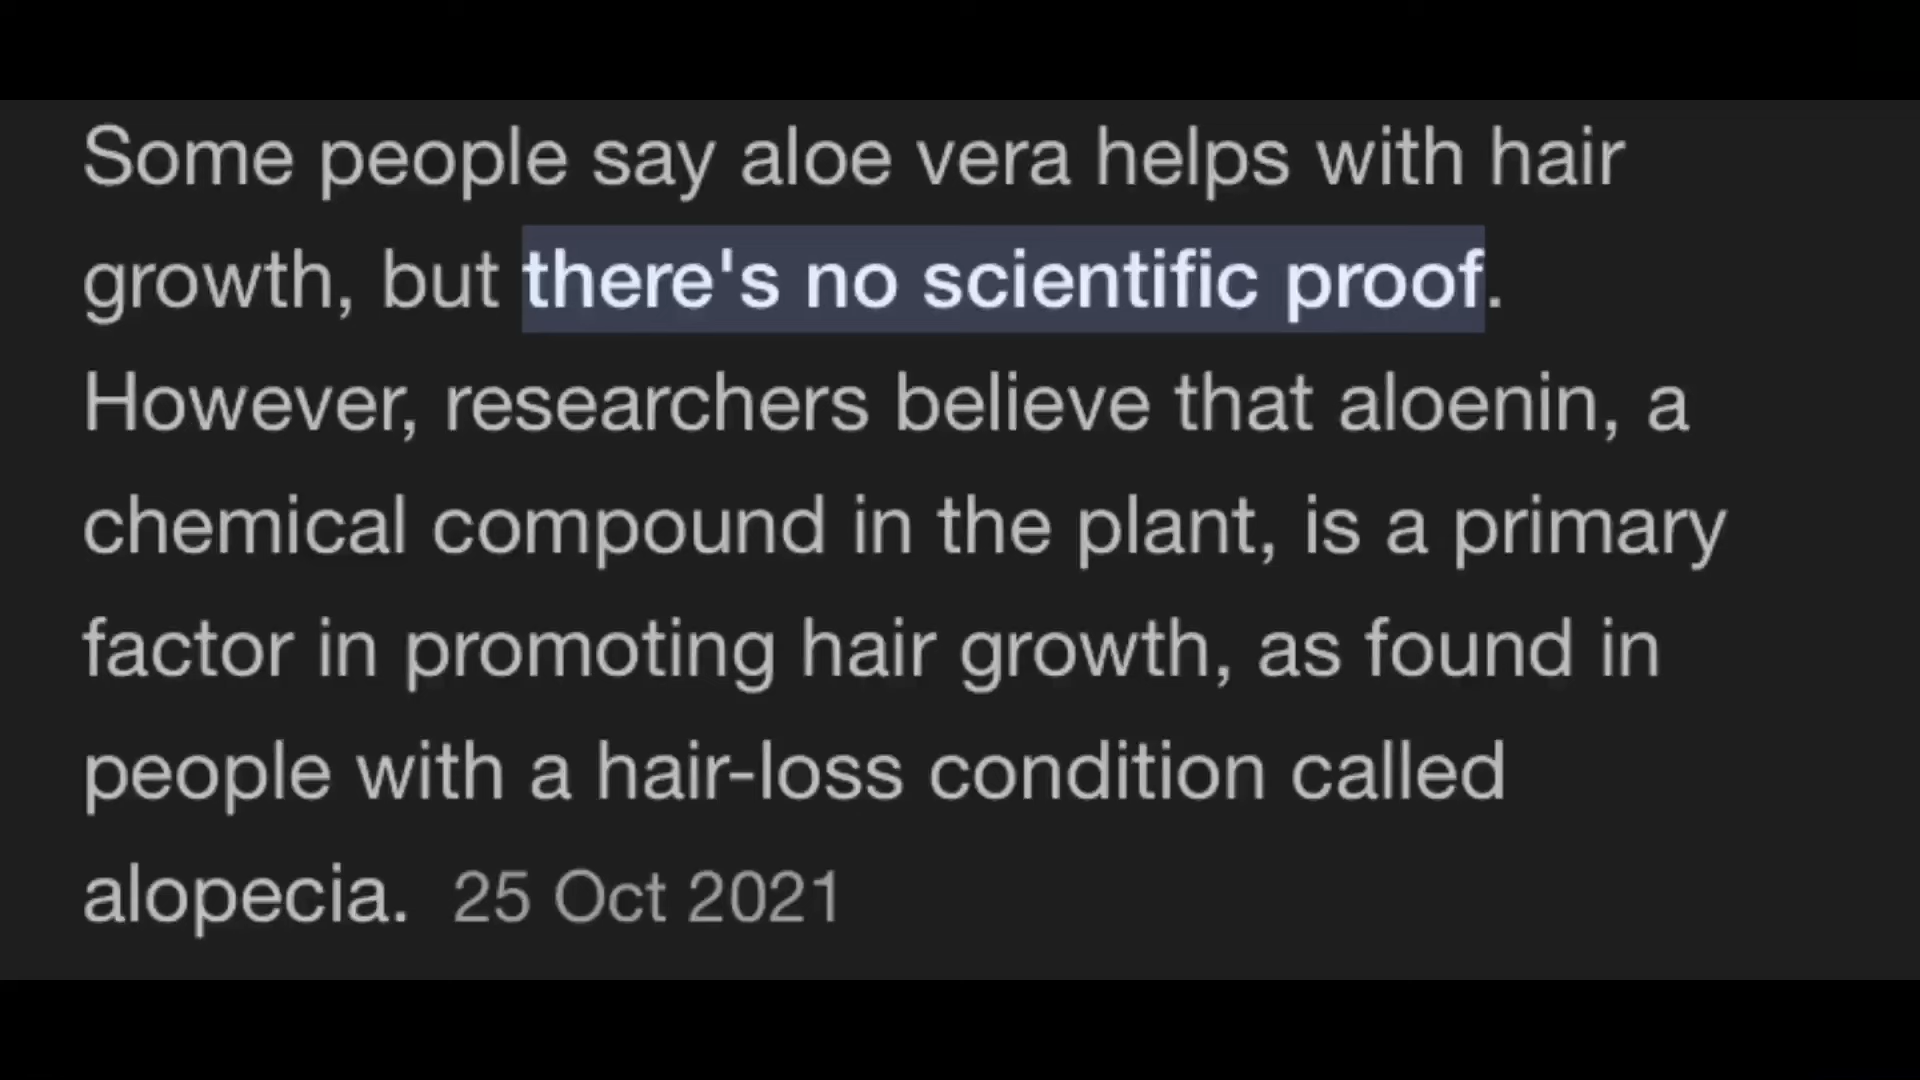 Some people say aloe vera helps with hair
growth, but there's no scientific proof.
However, researchers believe that aloenin, a
chemical compound in the plant, is a primary
factor in promoting hair growth, as found in
people with a hair-loss condition called
alopecia. 25 Oct 2021